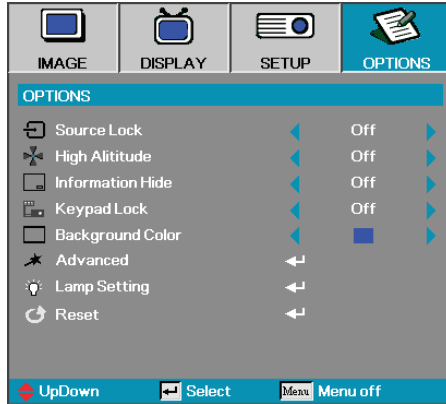 IMAGE DISPLAY SETUP OPTIONS
OPTIONS
Source Lock Off
High Alititude Off
Information Hide Off
Keypad Lock Off
Background Color
Advanced
Lamp Setting
Reset
UpDown Select Menu Menu off